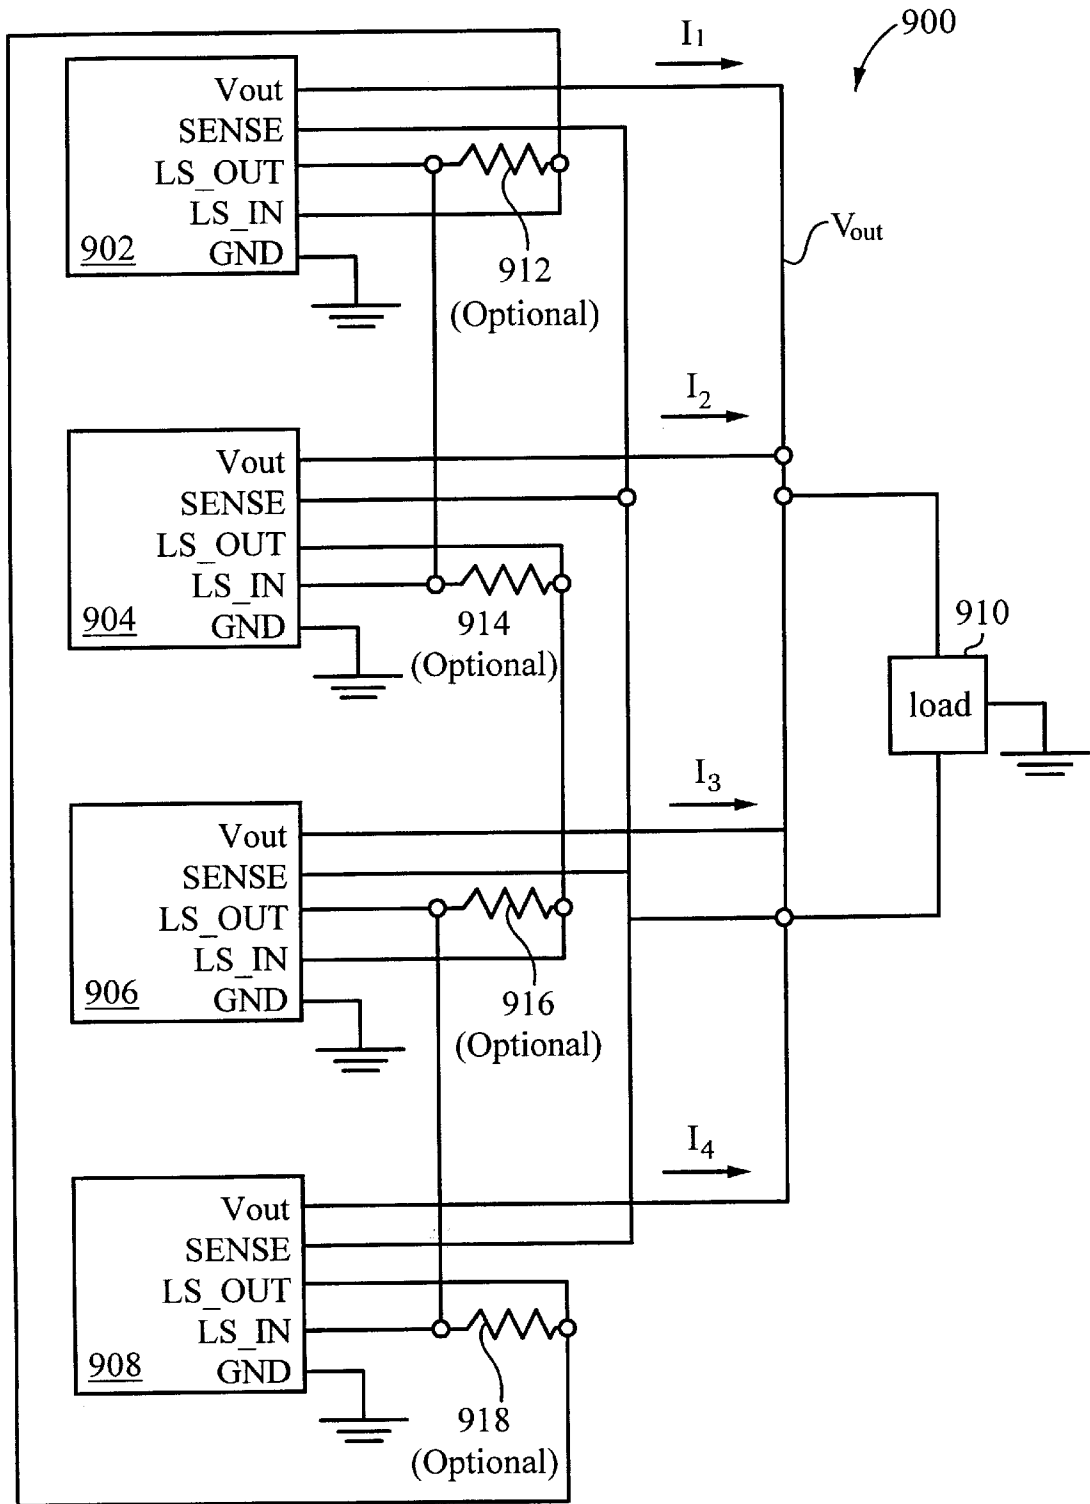 900
I1
Vout
SENSE
LS_OUT
LS_IN
GND
902
912
(Optional)
Vout
I2
Vout
SENSE
LS_OUT
LS_IN
GND
904
914
(Optional)
910
load
I3
Vout
SENSE
LS_OUT
LS_IN
GND
906
916
(Optional)
I4
Vout
SENSE
LS_OUT
LS_IN
GND
908
918
(Optional)